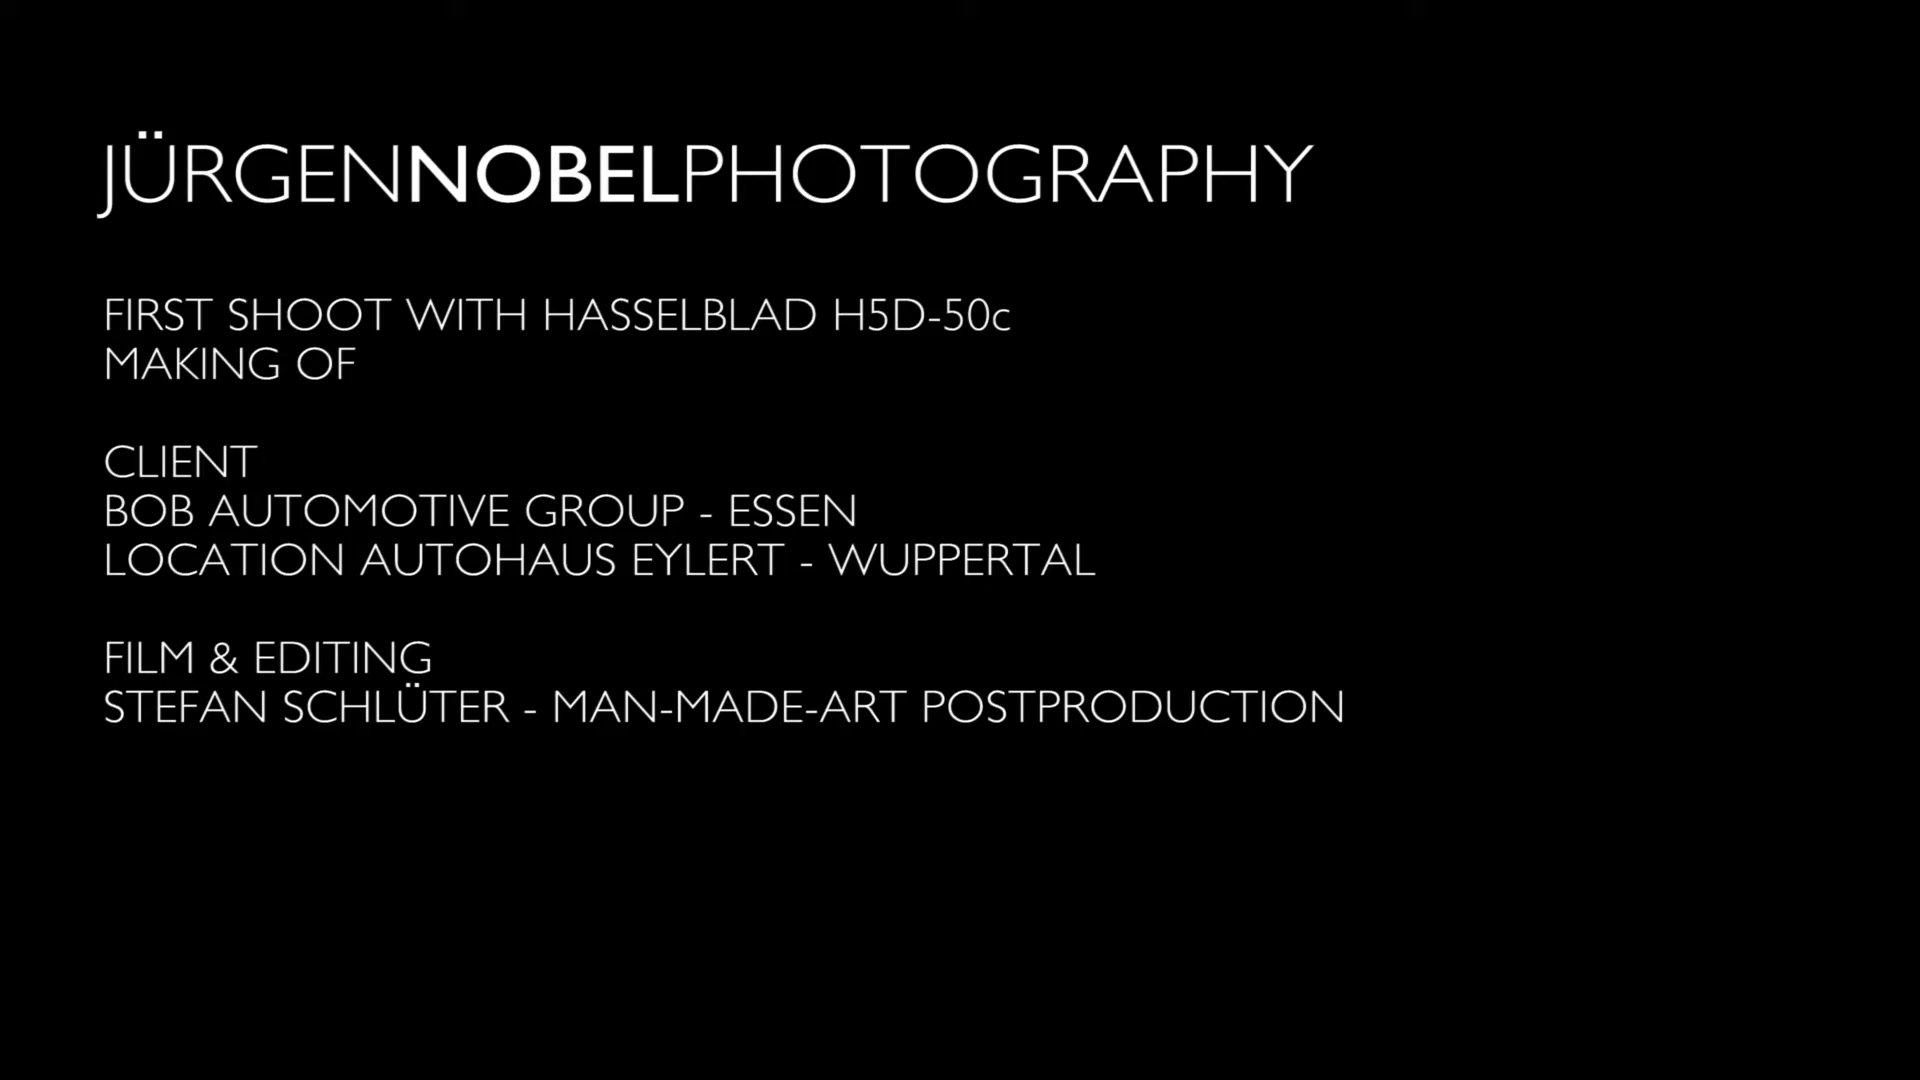 JÜRGENNOBELPHOTOGRAPHY
FIRST SHOOT WITH HASSELBLAD H5D-50c
MAKING OF
CLIENT
BOB AUTOMOTIVE GROUP - ESSEN
LOCATION AUTOHAUS EYLERT - WUPPERTAL
FILM & EDITING
STEFAN SCHLÜTER - MAN-MADE-ART POSTPRODUCTION